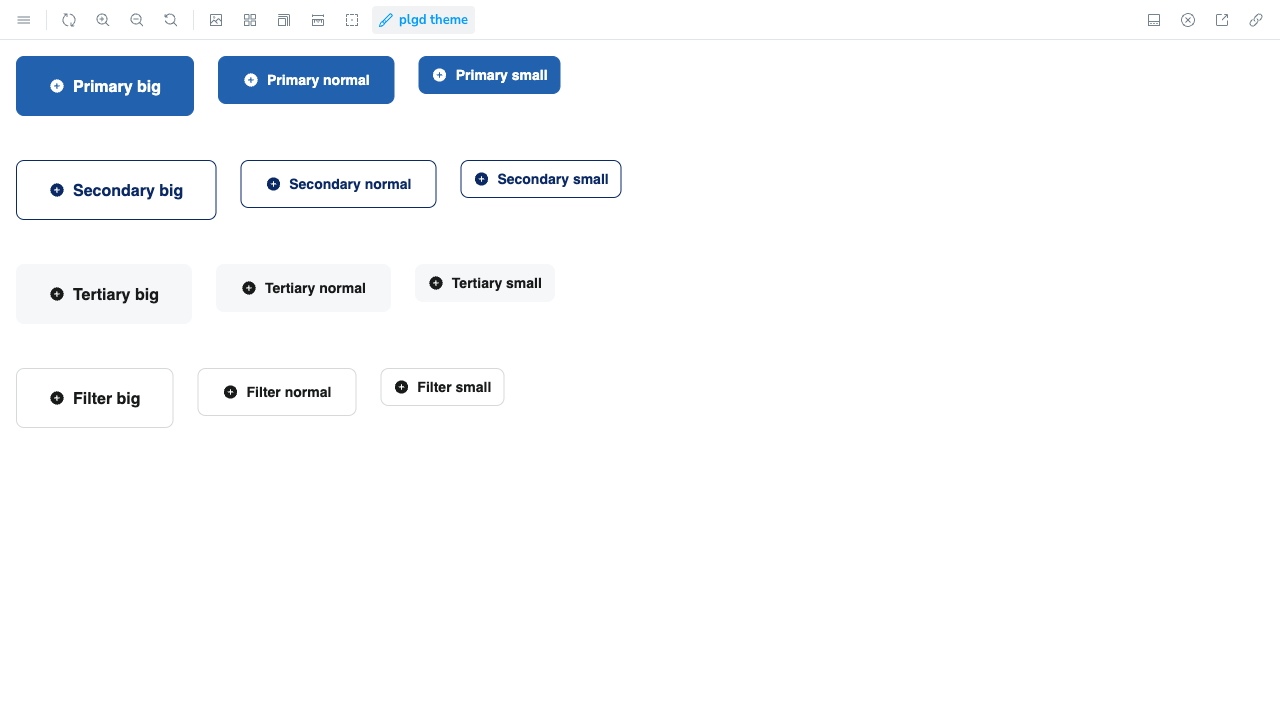 plgd theme
Primary big
Primary normal
Primary small
Secondary big
Secondary normal
Secondary small
Tertiary big
Tertiary normal
Tertiary small
Filter big
Filter normal
Filter small